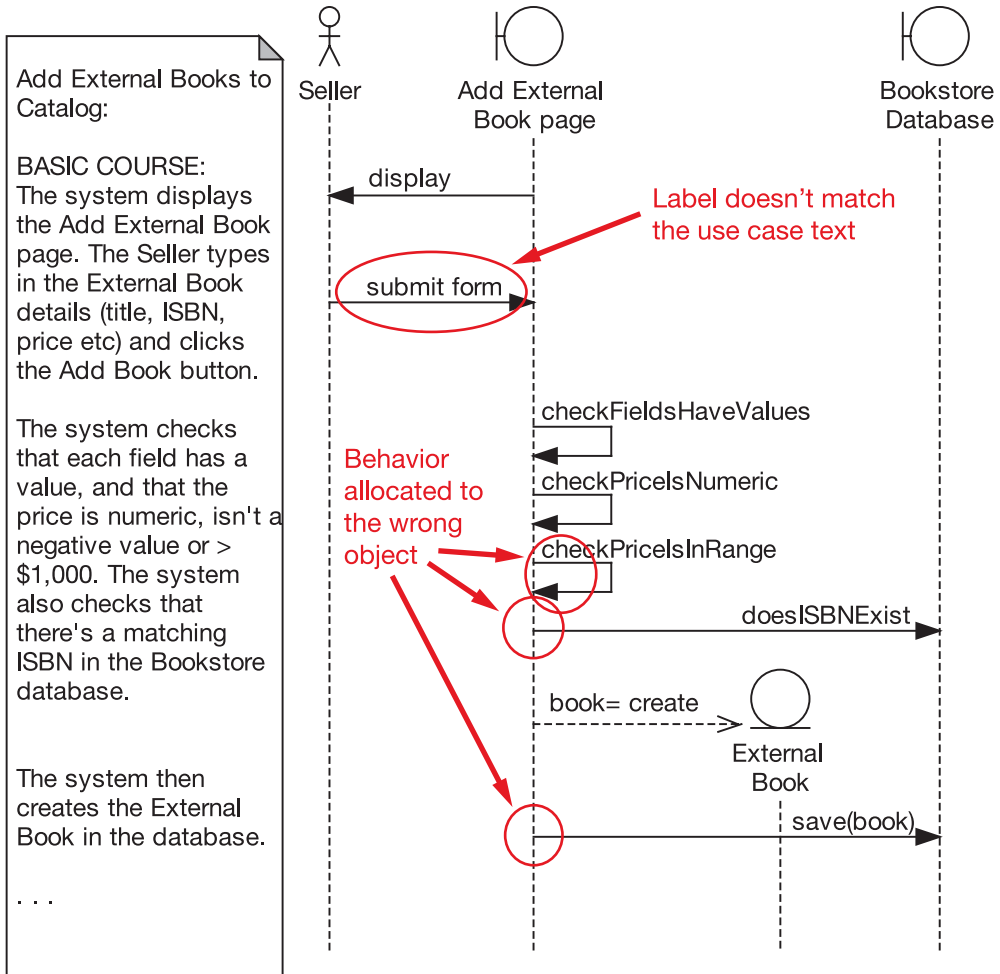 Add External Books to
Catalog:
BASIC COURSE:
The system displays
the Add External Book
page. The Seller types
in the External Book
details (title, ISBN,
price etc) and clicks
the Add Book button.
The system checks
that each field has a
value, and that the
price is numeric, isn't a
negative value or >
$1,000. The system
also checks that
there's a matching
ISBN in the Bookstore
database.
The system then
creates the External
Book in the database.
. . .
Seller
Add External
Book page
Bookstore
Database
display
Label doesn’t match
the use case text
submit form
checkFieldsHaveValues
Behavior
allocated to
the wrong
object
checkPriceIsNumeric
checkPriceIsInRange
doesISBNExist
book= create
External
Book
save(book)